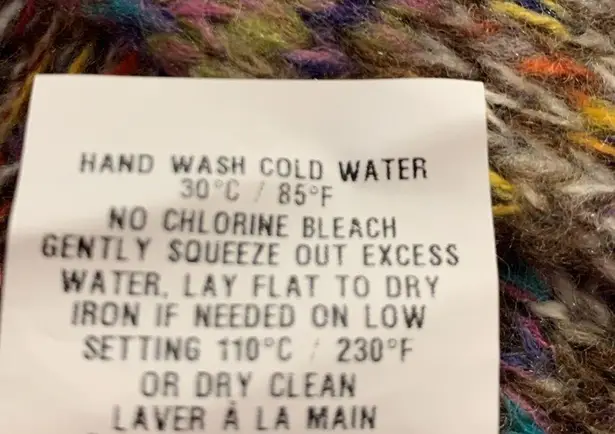 HAND WASH COLD WATER
30°C / 85°F
NO CHLORINE BLEACH
GENTLY SQUEEZE OUT EXCESS
WATER, LAY FLAT TO DRY
IRON IF NEEDED ON LOW
SETTING 110°C / 230°F
OR DRY CLEAN
LAVER À LA MAIN